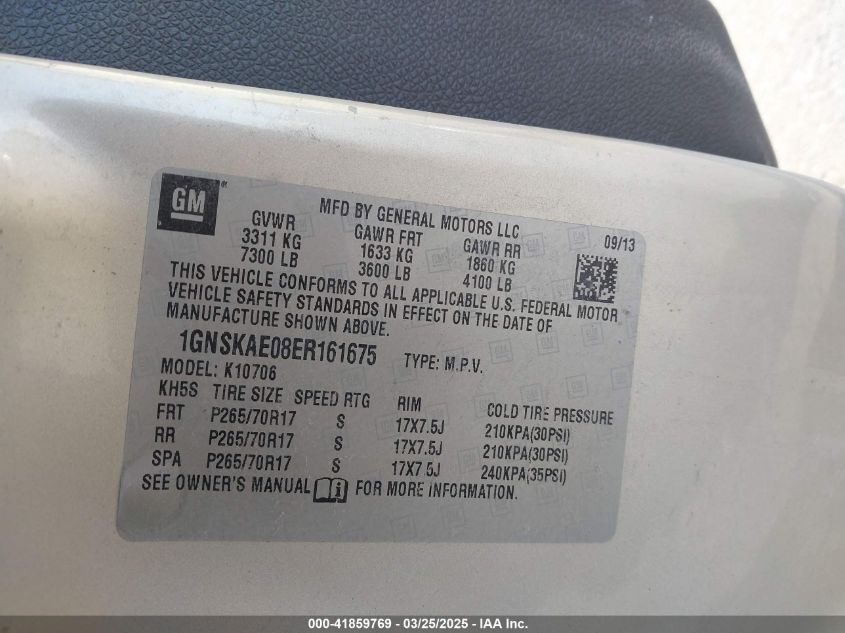 GM
MFD BY GENERAL MOTORS LLC
09/13
GVWR GAWR FRT GAWR RR
3311 KG 1633 KG 1860 KG
7300 LB 3600 LB 4100 LB
THIS VEHICLE CONFORMS TO ALL APPLICABLE U.S. FEDERAL MOTOR
VEHICLE SAFETY STANDARDS IN EFFECT ON THE DATE OF
MANUFACTURE SHOWN ABOVE.
1GNSKAE08ER161675 TYPE: M.P.V.
MODEL: K10706
KH5S TIRE SIZE SPEED RTG RIM COLD TIRE PRESSURE
FRT P265/70R17 S 17X7.5J 210KPA(30PSI)
RR P265/70R17 S 17X7.5J 210KPA(30PSI)
SPA P265/70R17 S 17X7.5J 240KPA(35PSI)
SEE OWNER'S MANUAL FOR MORE INFORMATION.
000-41859769 / 03/25/2025 - IAA Inc.